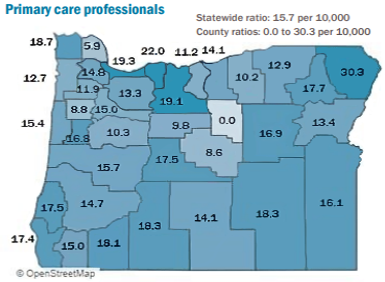 Primary care professionals
Statewide ratio: 15.7 per 10,000
County ratios: 0.0 to 30.3 per 10,000
18.7 5.9 19.3 22.0 11.2 14.1
12.9
30.3
12.7 14.8 10.2
17.7
11.9 13.3 19.1
15.4 8.8 15.0 0.0 13.4
16.8 10.3 9.8 16.9
8.6
15.7 17.5
17.5 14.7 16.1
18.3 14.1 18.3
17.4 15.0 18.1
© OpenStreetMap